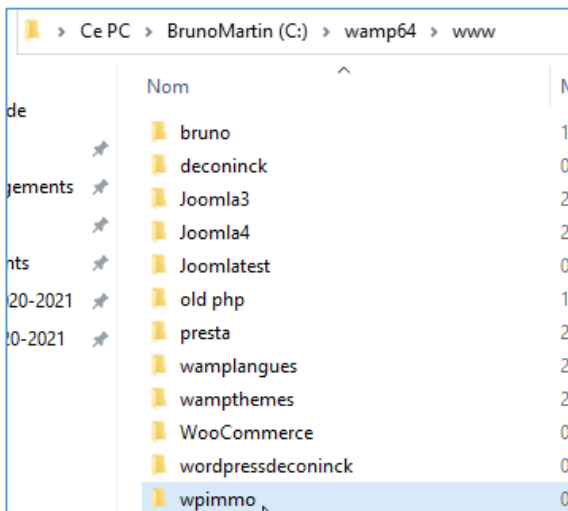 Ce PC > BrunoMartin (C:) > wamp64 > www
Nom
de
bruno
deconinck
gements
Joomla3
Joomla4
nts
Joomlatest
020-2021
old php
20-2021
presta
wamplangues
wampthemes
WooCommerce
wordpressdeconinck
wpimmo